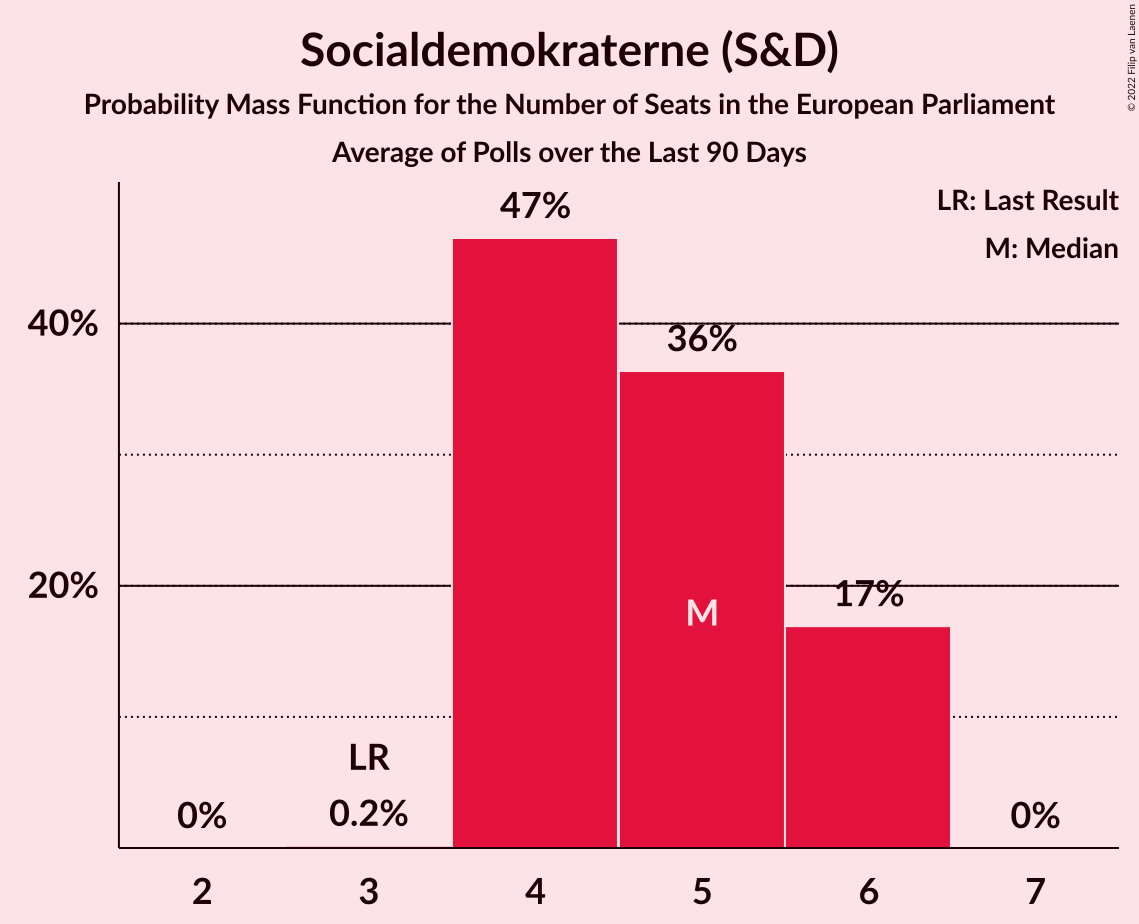 Socialdemokraterne (S&D)
Probability Mass Function for the Number of Seats in the European Parliament
Average of Polls over the Last 90 Days
© 2022 Filip van Laenen
LR: Last Result
M: Median
47%
40%
36%
20%
17%
M
LR
0%
0.2%
0%
2
3
4
5
6
7